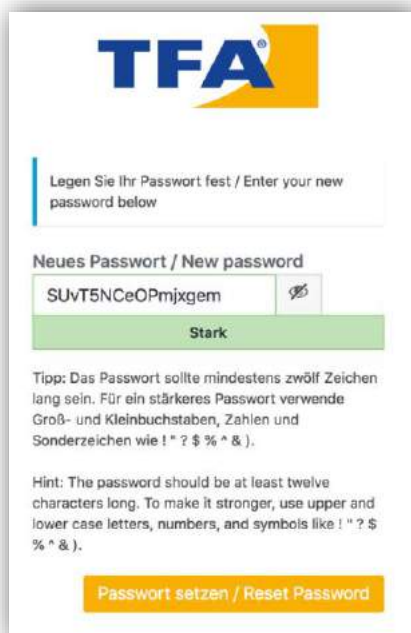 TFA®
Legen Sie Ihr Passwort fest / Enter your new
password below
Neues Passwort / New password
SUvT5NCeOPmjxgem
Stark
Tipp: Das Passwort sollte mindestens zwölf Zeichen
lang sein. Für ein stärkeres Passwort verwende
Groß- und Kleinbuchstaben, Zahlen und
Sonderzeichen wie ! " ? $ % ^ & ).
Hint: The password should be at least twelve
characters long. To make it stronger, use upper and
lower case letters, numbers, and symbols like ! " ? $
% ^ & ).
Passwort setzen / Reset Password